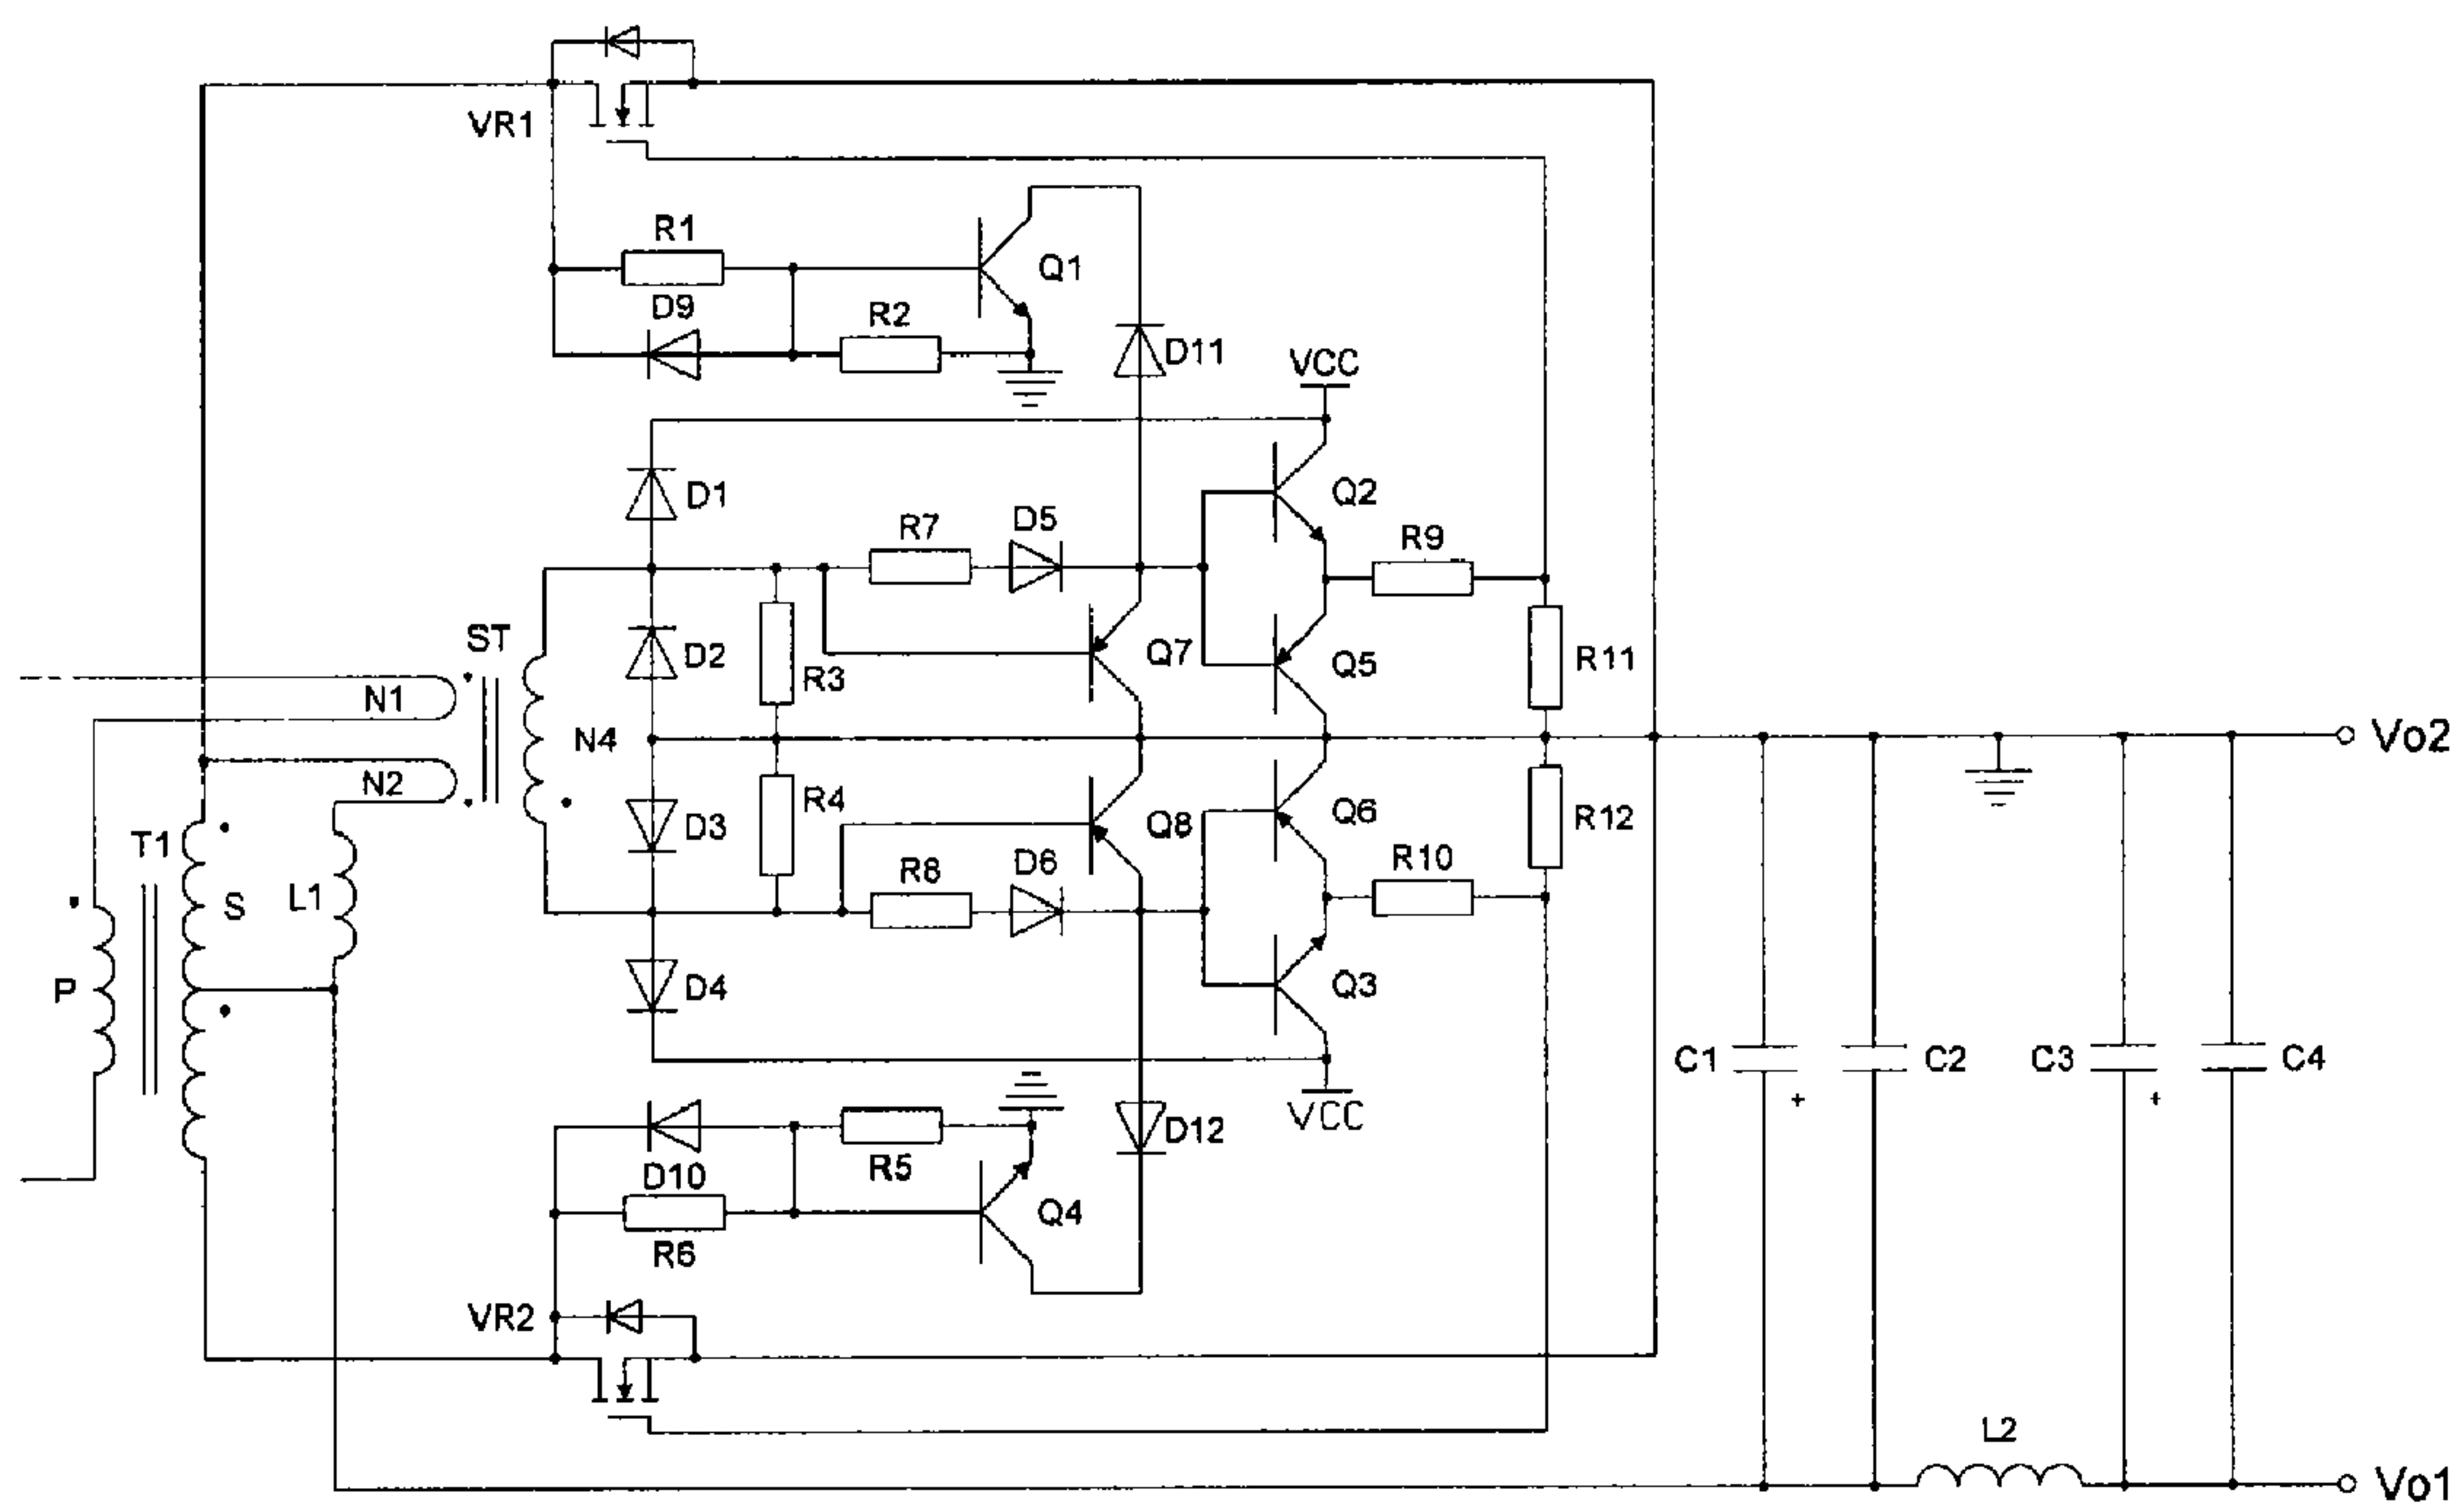 VR1
R1
Q1
D9
R2
D11
VCC
D1
Q2
R7
D5
R9
ST
D2
Q7
Q5
R11
N1
R3
N4
Vo2
N2
R4
D3
Q8
Q6
R12
T1
S
L1
R8
D6
R10
P
D4
Q3
C1
+
C2
C3
+
C4
VCC
D12
D10
R5
Q4
R6
VR2
L2
Vo1